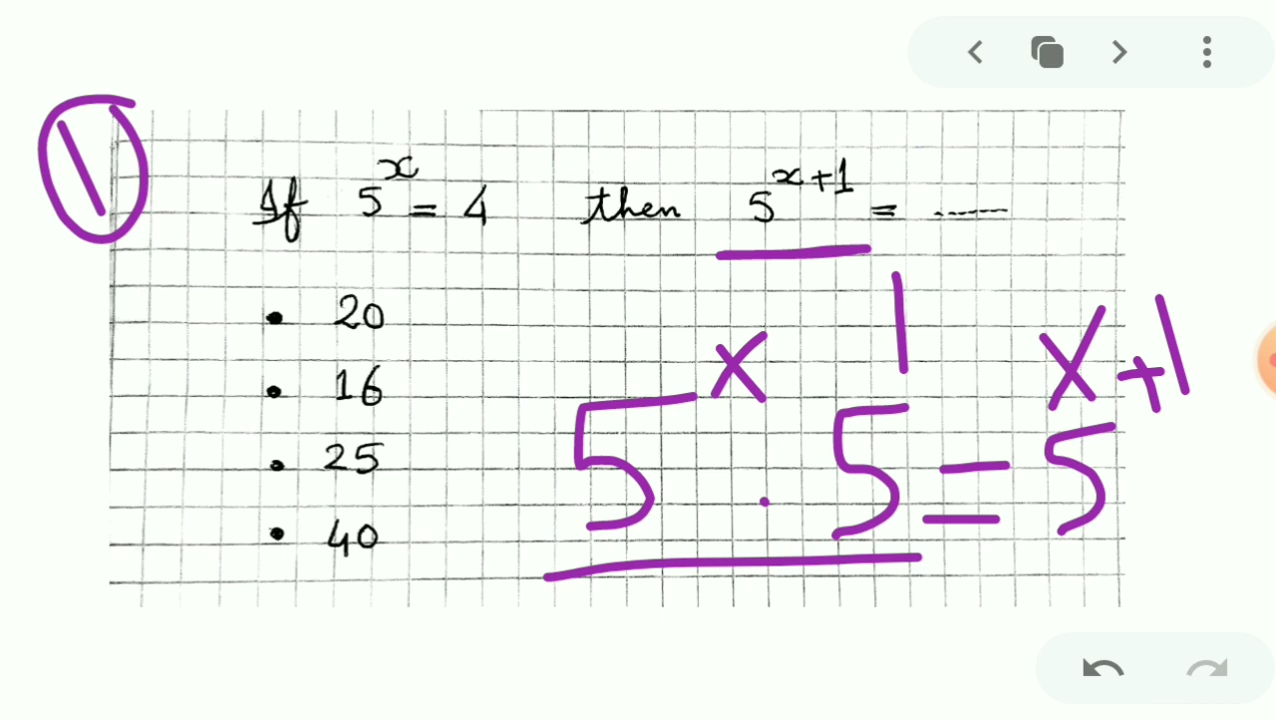 1
If 5^x = 4 then 5^{x+1} = -------
• 20
• 16
• 25
• 40
5^x . 5^1 = 5^{x+1}